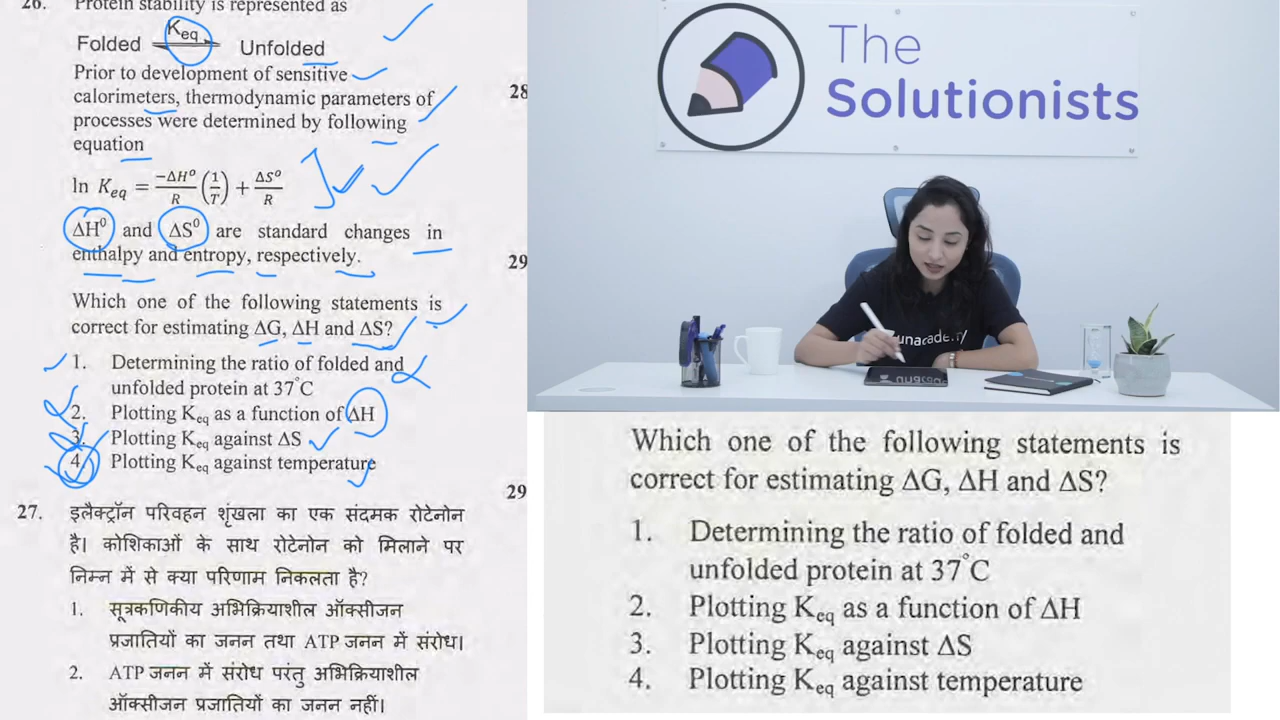 26. Protein stability is represented as
Keq
Folded Unfolded
Prior to development of sensitive
calorimeters, thermodynamic parameters of
processes were determined by following
equation
ln Keq = −ΔH° / R (1/T) + ΔS° / R
ΔH⁰ and ΔS⁰ are standard changes in
enthalpy and entropy, respectively.
Which one of the following statements is
correct for estimating ΔG, ΔH and ΔS?
1. Determining the ratio of folded and
unfolded protein at 37°C
2. Plotting Keq as a function of ΔH
3. Plotting Keq against ΔS
4. Plotting Keq against temperature
27. इलैक्ट्रॉन परिवहन शृंखला का एक संदमक रोटेनोन
है। कोशिकाओं के साथ रोटेनोन को मिलाने पर
निम्न में से क्या परिणाम निकलता है?
1. सूत्रकणिकीय अभिक्रियाशील ऑक्सीजन
प्रजातियों का जनन तथा ATP जनन में संरोध।
2. ATP जनन में संरोध परंतु अभिक्रियाशील
ऑक्सीजन प्रजातियों का जनन नहीं।
28
29
29
The
Solutionists
unacademy
Which one of the following statements is
correct for estimating ΔG, ΔH and ΔS?
1. Determining the ratio of folded and
unfolded protein at 37°C
2. Plotting Keq as a function of ΔH
3. Plotting Keq against ΔS
4. Plotting Keq against temperature